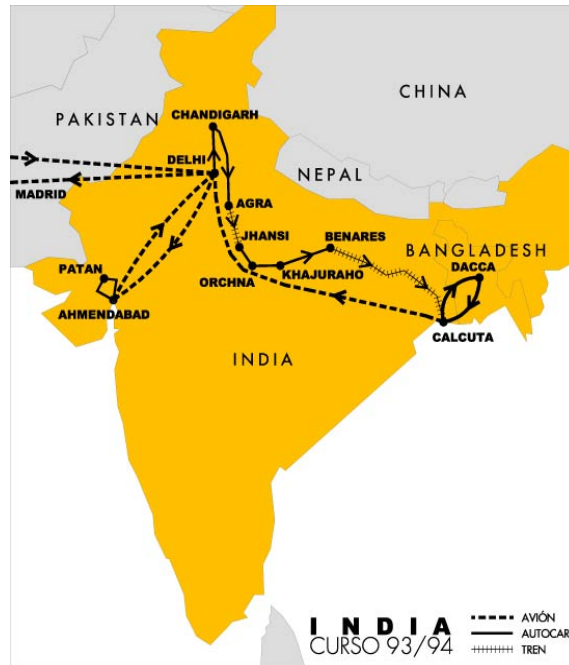 CHINA
PAKISTAN
CHANDIGARH
DELHI
NEPAL
MADRID
AGRA
JHANSI
BENARES
BANGLADESH
DACCA
PATAN
ORCHNA
KHAJURAHO
AHMENDABAD
CALCUTA
INDIA
INDIA
CURSO 93/94
AVIÓN
AUTOCAR
TREN